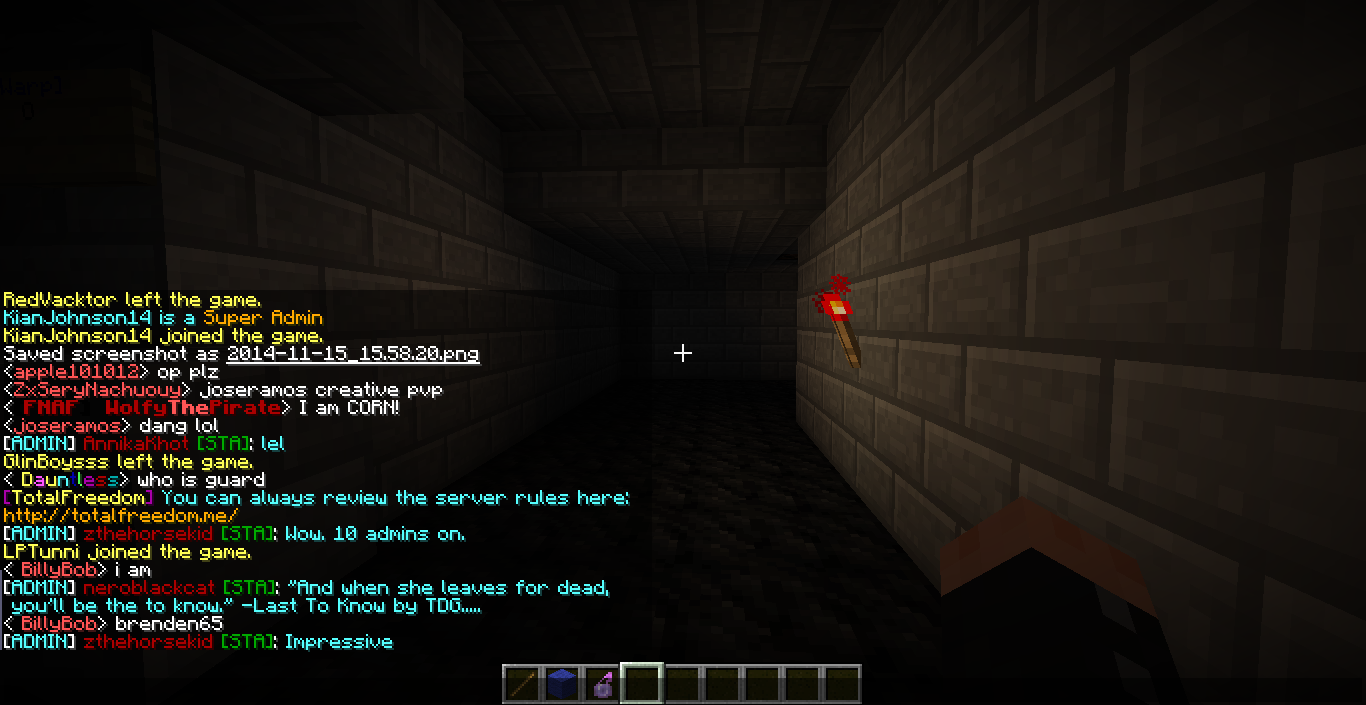 RedVacktor left the game.
KianJohnson14 is a Super Admin
KianJohnson14 joined the game.
Saved screenshot as 2014-11-15_15.58.20.png
<apple101012> op plz
<ZxSeryNachuouy> joseramos creative pvp
< FNAF WolfyThePirate> I am CORN!
<joseramos> dang lol
[ADMIN] AnnikaKhot [STA]: lel
GlinBoysss left the game.
< Dauntless> who is guard
[TotalFreedom] You can always review the server rules here:
http://totalfreedom.me/
[ADMIN] zthehorsekid [STA]: Wow. 10 admins on.
LPTunni joined the game.
< BillyBob> i am
[ADMIN] neroblackcat [STA]: "And when she leaves for dead,
you'll be the to know." -Last To Know by TDG.....
< BillyBob> brenden65
[ADMIN] zthehorsekid [STA]: Impressive